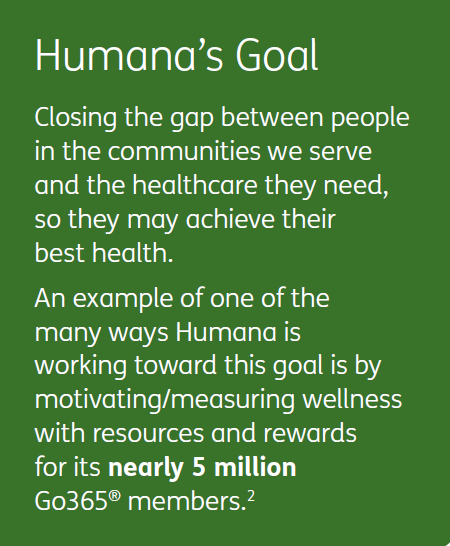 Humana’s Goal
Closing the gap between people
in the communities we serve
and the healthcare they need,
so they may achieve their
best health.
An example of one of the
many ways Humana is
working toward this goal is by
motivating/measuring wellness
with resources and rewards
for its nearly 5 million
Go365® members.²